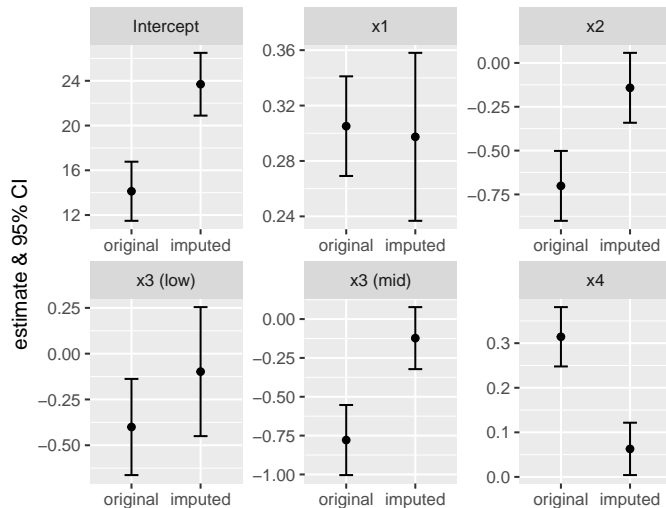 estimate & 95% CI
Intercept
24
20
16
12
original imputed
x1
0.36
0.32
0.28
0.24
original imputed
x2
0.00
−0.25
−0.50
−0.75
original imputed
x3 (low)
0.25
0.00
−0.25
−0.50
original imputed
x3 (mid)
0.00
−0.25
−0.50
−0.75
−1.00
original imputed
x4
0.3
0.2
0.1
0.0
original imputed